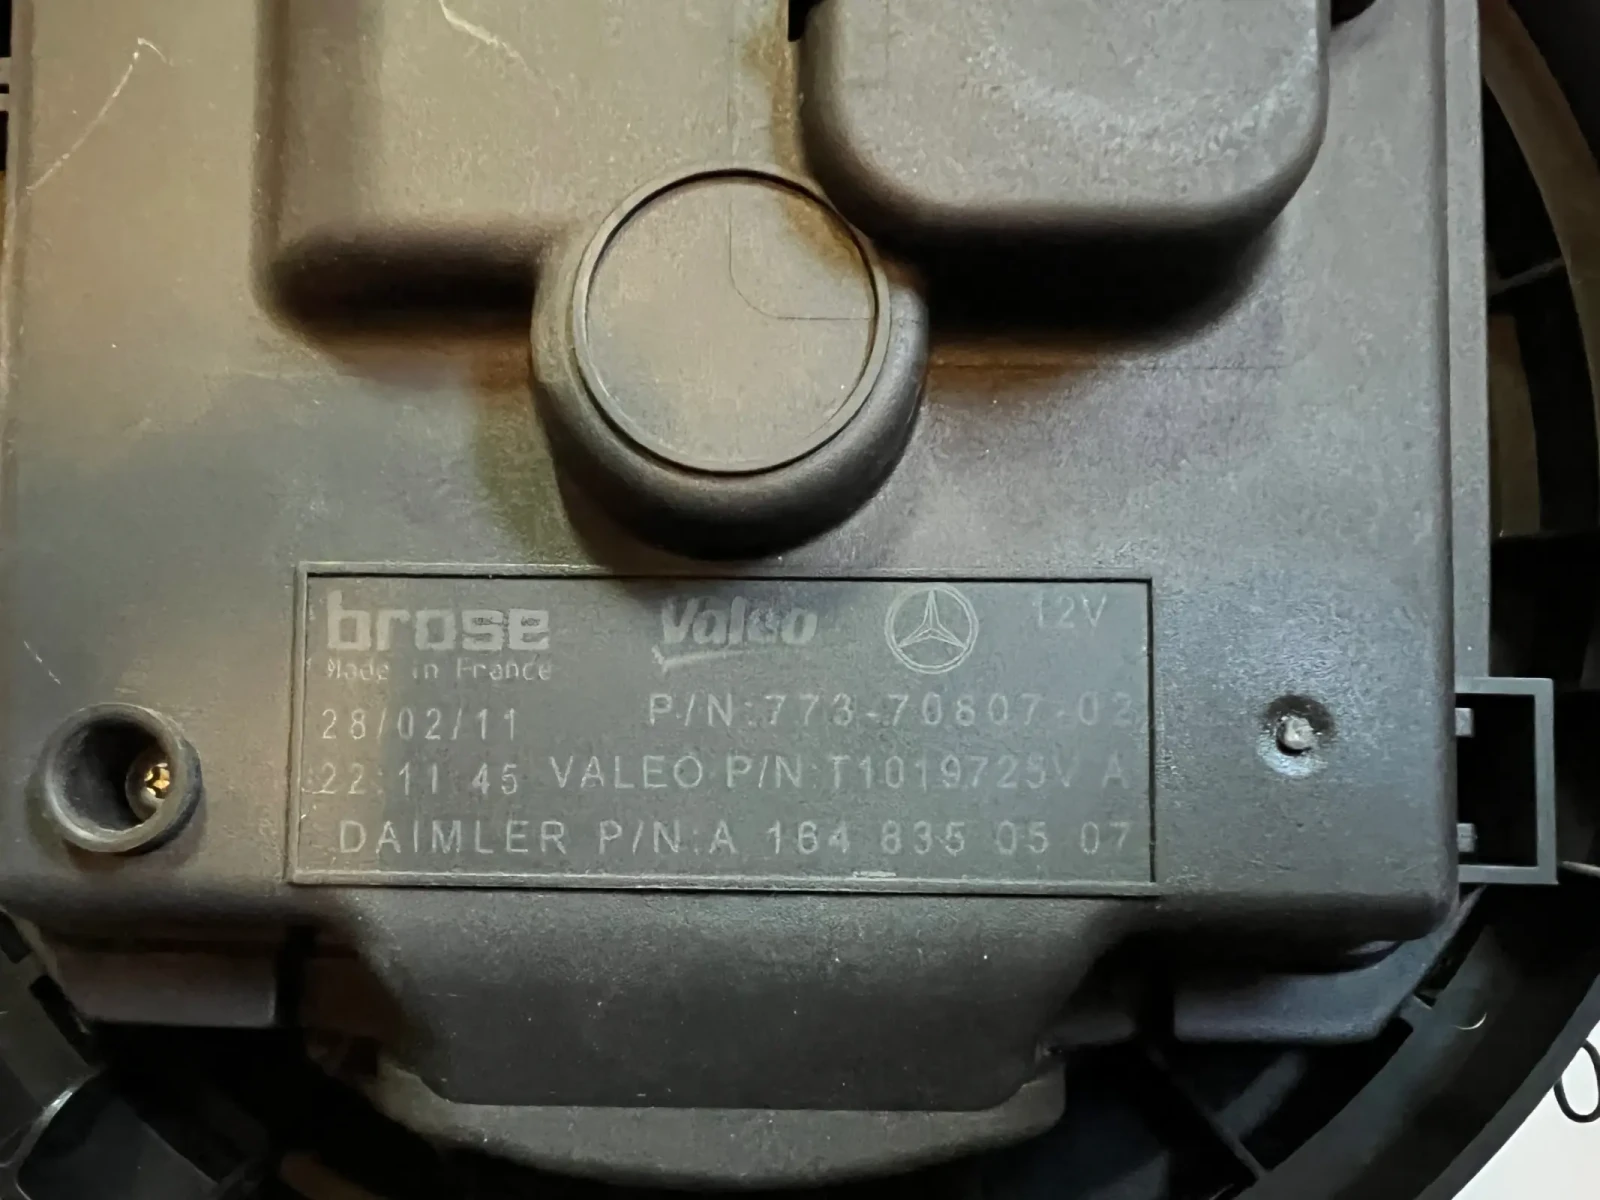 brose Valeo 12V
Made in France
28/02/11 P/N:773-70807-02
22:11:45 VALEO P/N:T1019725V A
DAIMLER P/N:A 164 835 05 07